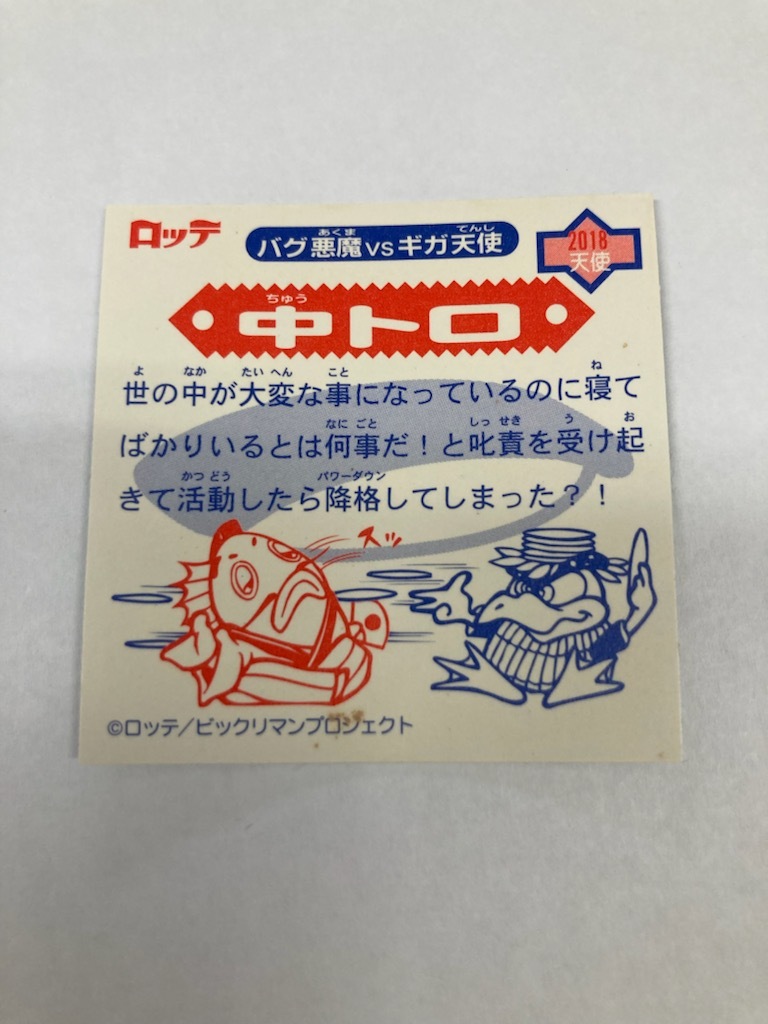 ロッテ
あくま てんし
バグ悪魔VSギガ天使
2018
天使
ちゅう
中トロ
よ なか たい へん こと ね
世の中が大変な事になっているのに寝て
なに ごと しっ せき う お
ばかりいるとは何事だ！と叱責を受け起
かつ どう パワーダウン
きて活動したら降格してしまった？！
スッ
©ロッテ/ビックリマンプロジェクト